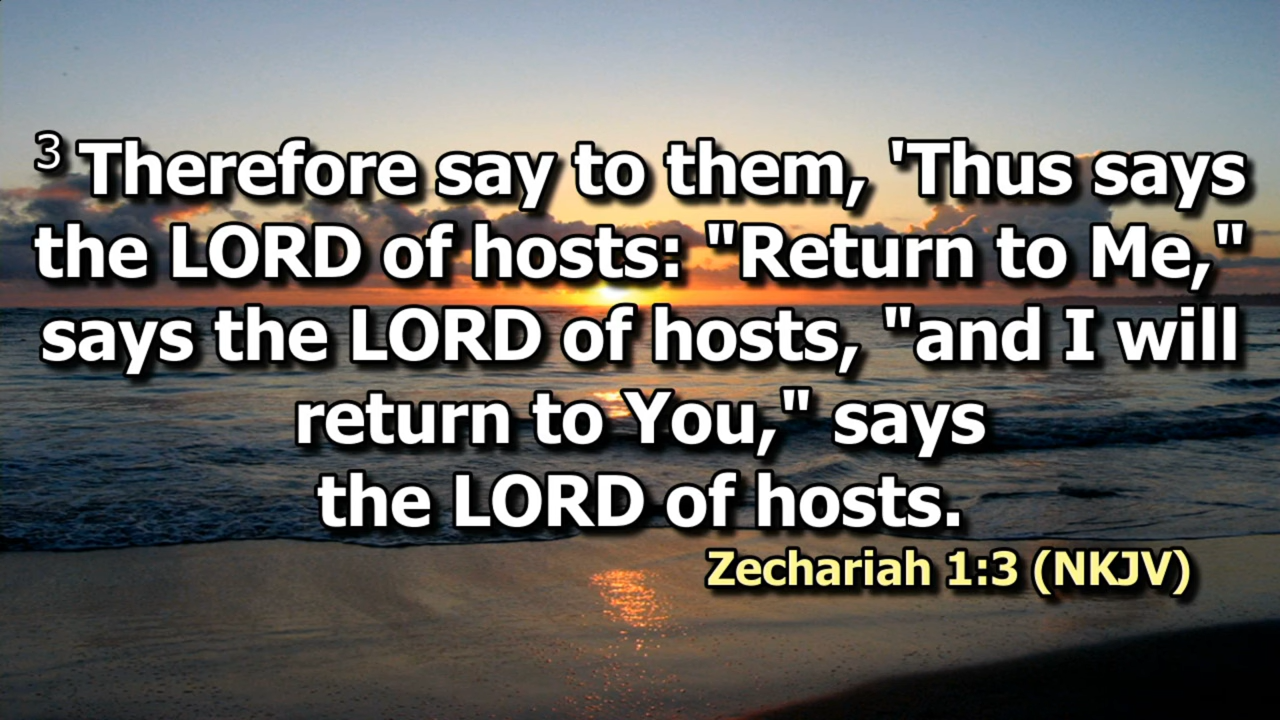 3 Therefore say to them, 'Thus says
the LORD of hosts: "Return to Me,"
says the LORD of hosts, "and I will
return to You," says
the LORD of hosts.
Zechariah 1:3 (NKJV)